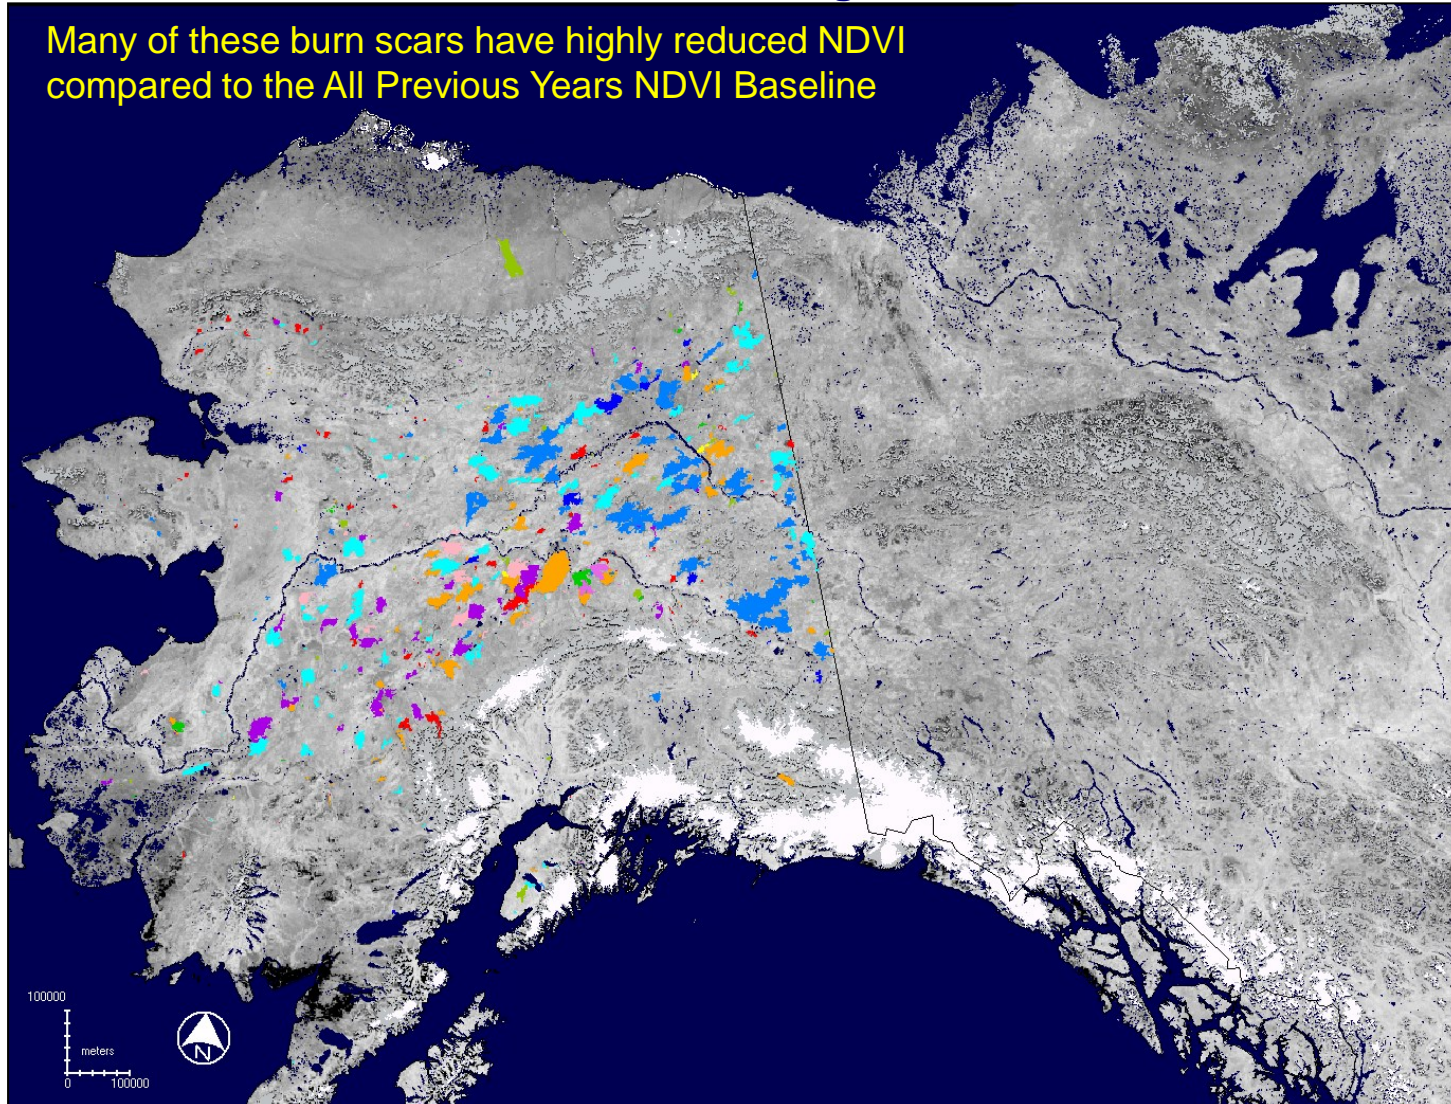 Many of these burn scars have highly reduced NDVI
compared to the All Previous Years NDVI Baseline
100000
meters
0 100000
N